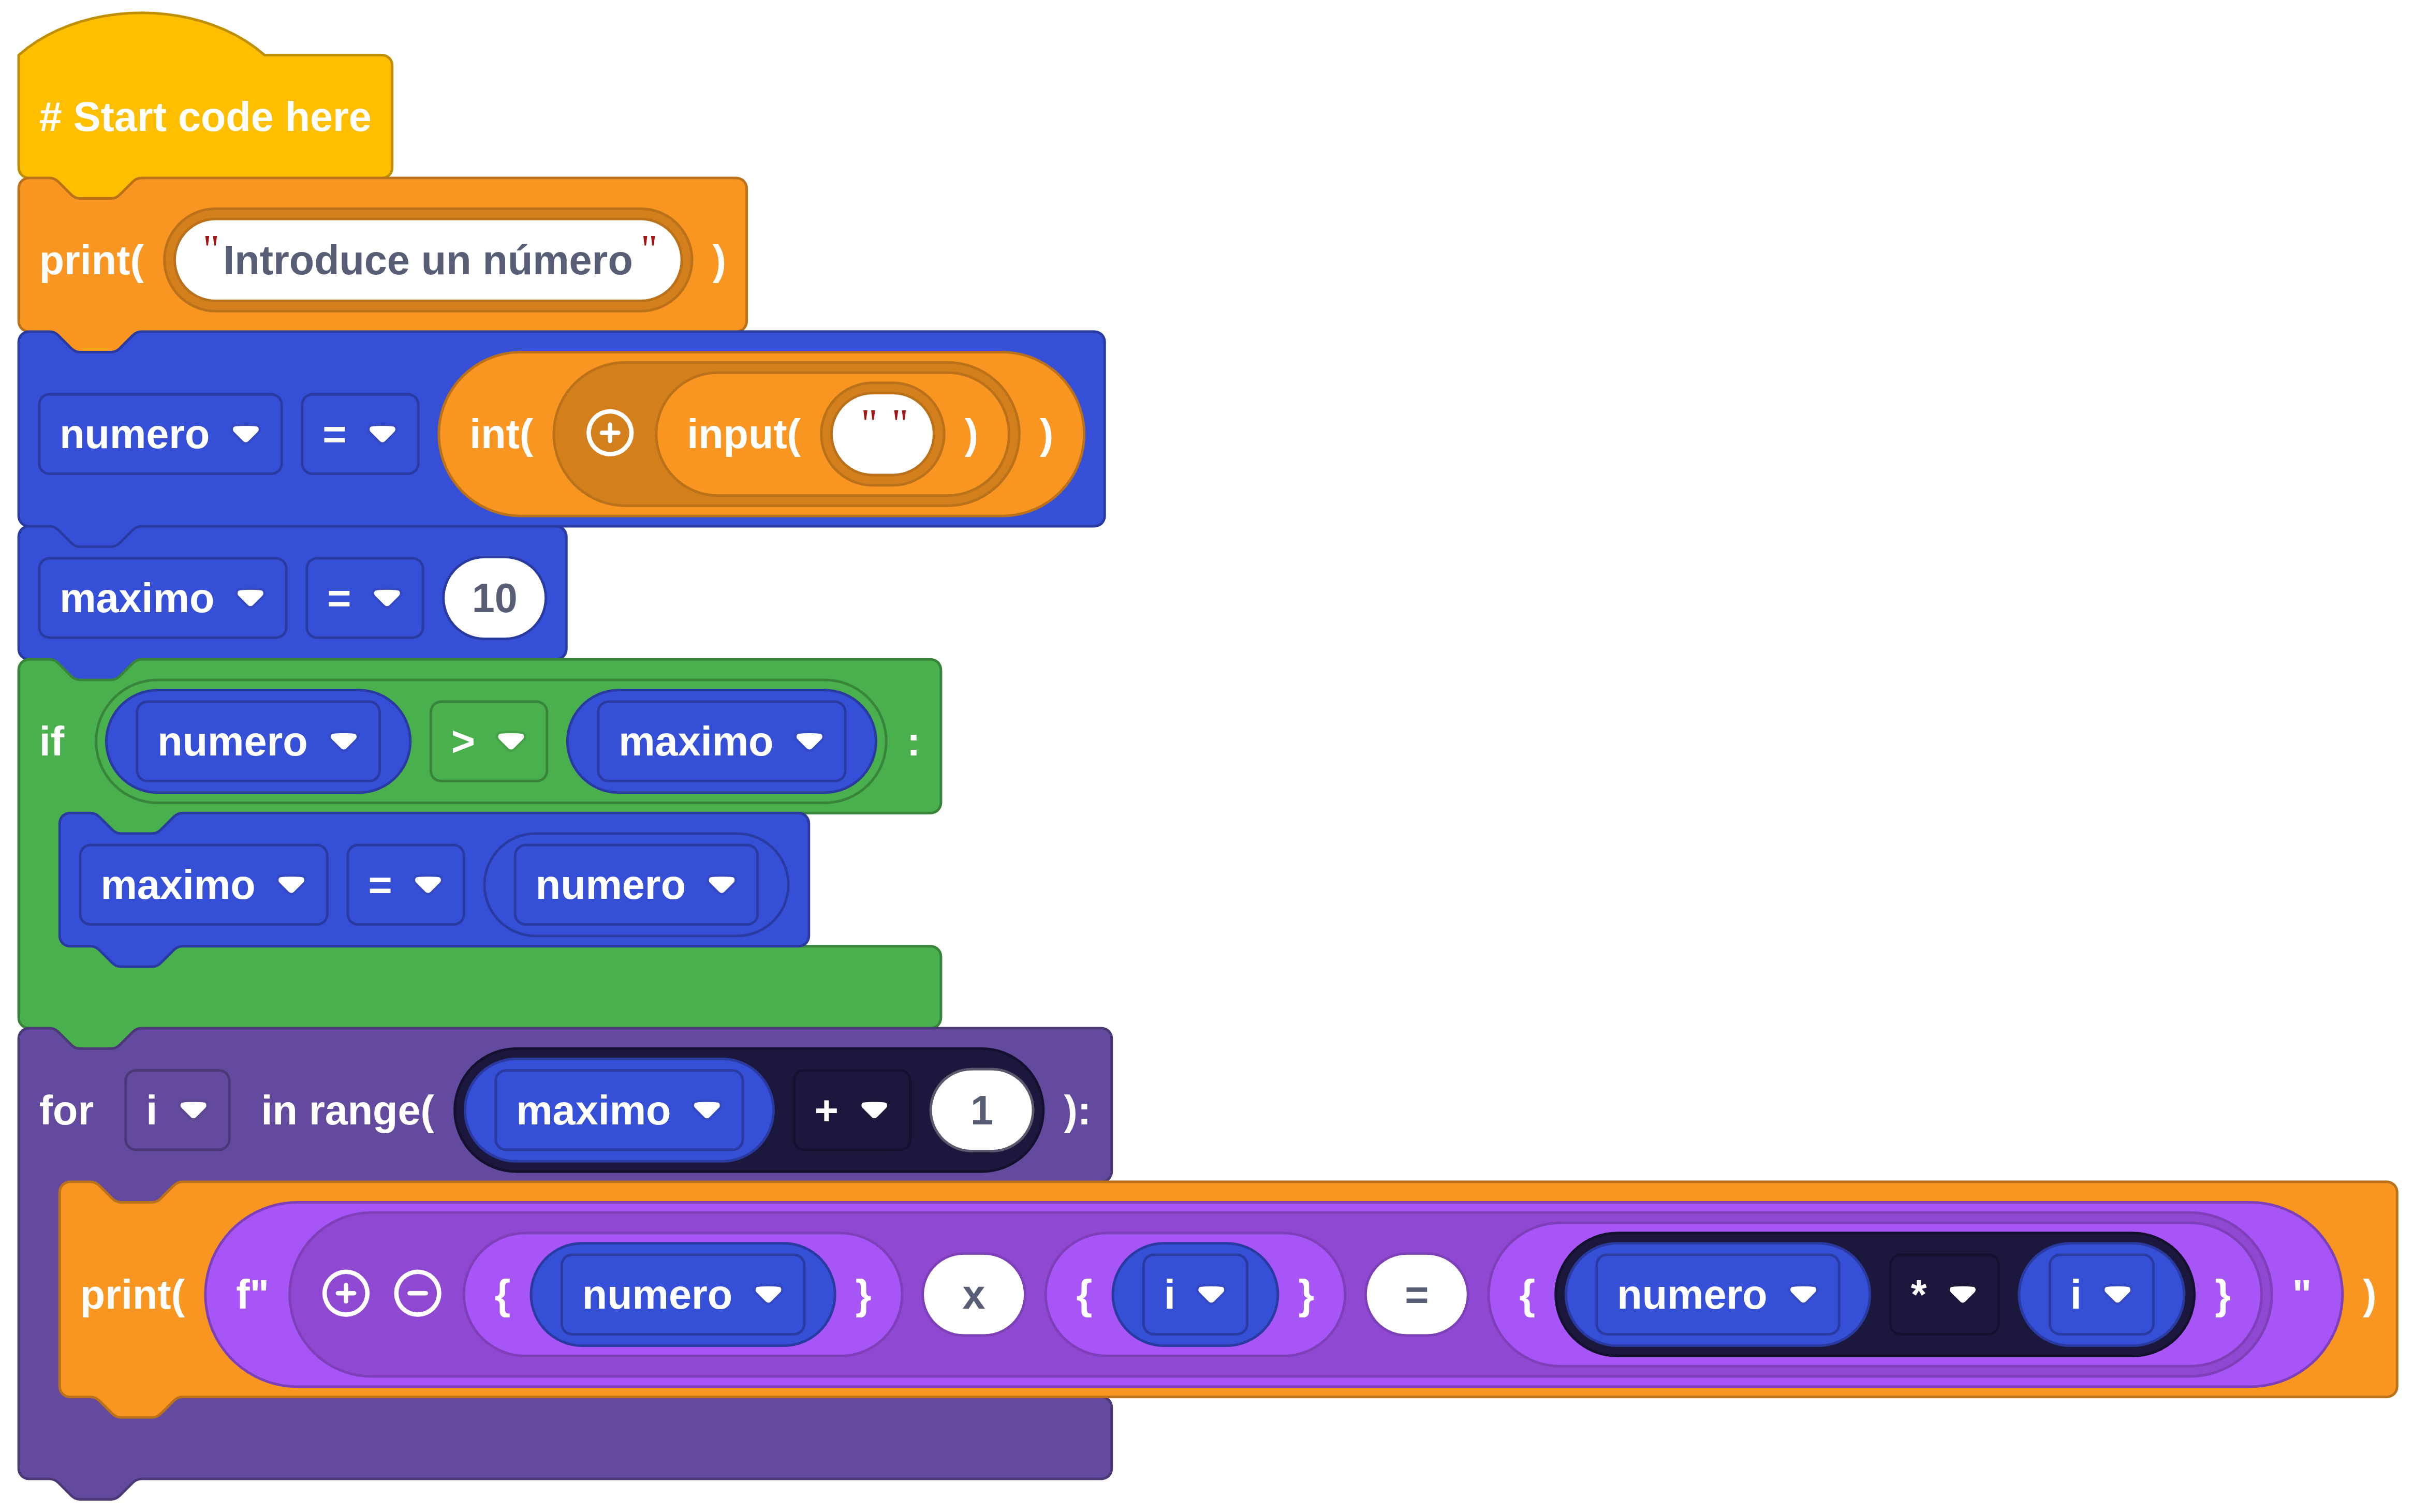 # Start code here
print( "Introduce un número" )
numero = int( input( "" ) )
maximo = 10
if numero > maximo :
maximo = numero
for i in range( maximo + 1 ):
print( f" { numero } x { i } = { numero * i } " )